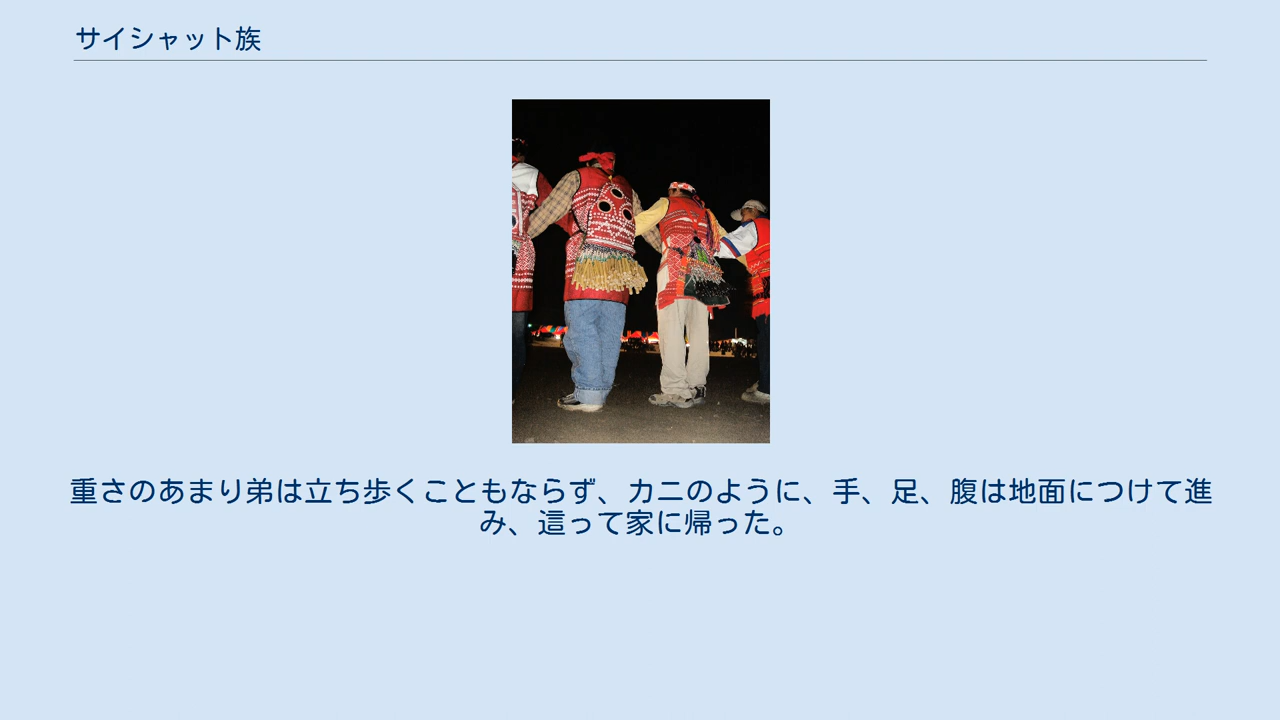 サイシャット族
重さのあまり弟は立ち歩くこともならず、カニのように、手、足、腹は地面につけて進
み、這って家に帰った。